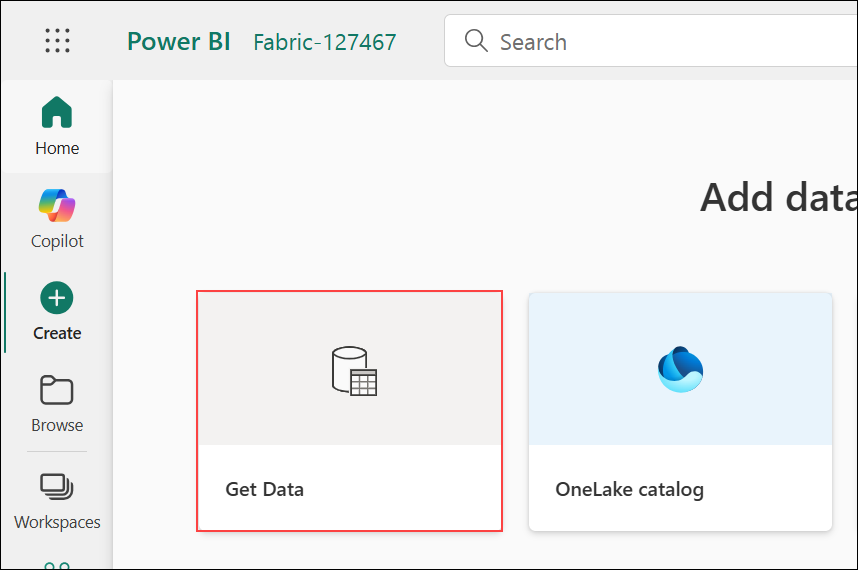 Power BI Fabric-127467 Search
Home
Copilot
Create
Browse
Workspaces
Add data
Get Data
OneLake catalog